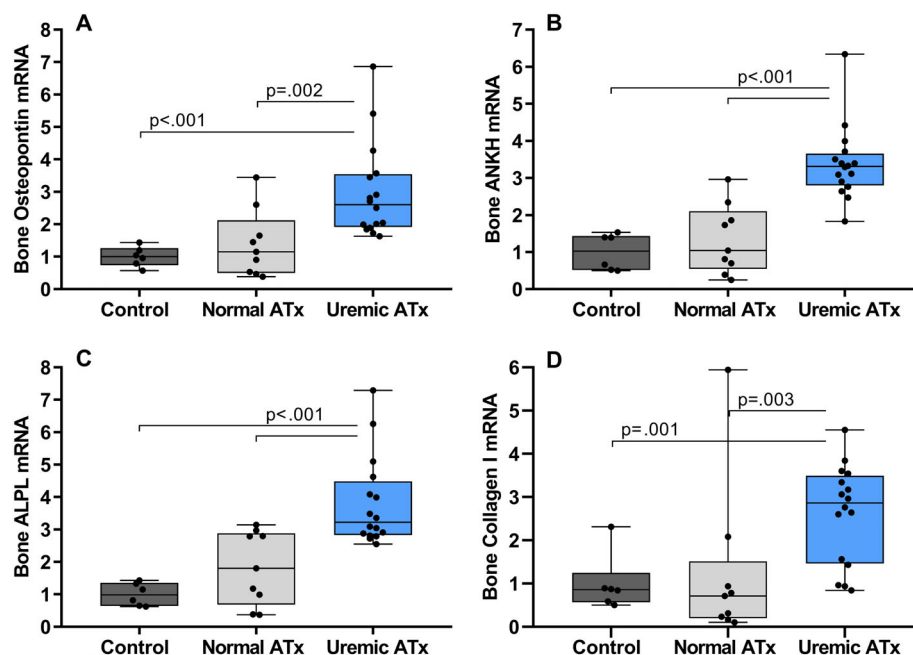 A
Bone Osteopontin mRNA
8
7
6
5
4
3
2
1
0
p=.002
p<.001
Control
Normal ATx
Uremic ATx
B
Bone ANKH mRNA
7
6
5
4
3
2
1
0
p<.001
Control
Normal ATx
Uremic ATx
C
Bone ALPL mRNA
8
7
6
5
4
3
2
1
0
p<.001
Control
Normal ATx
Uremic ATx
D
Bone Collagen I mRNA
6
5
4
3
2
1
0
p=.003
p=.001
Control
Normal ATx
Uremic ATx